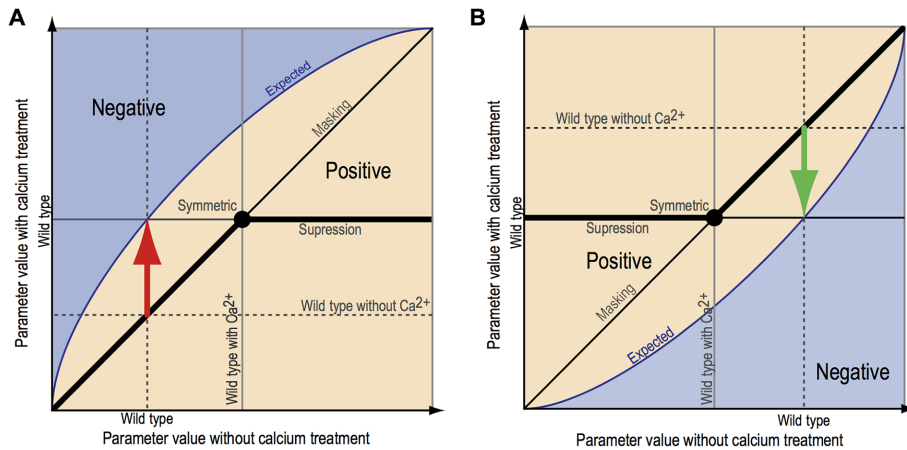 A
Parameter value with calcium treatment
Wild type
Negative
Expected
Masking
Positive
Symmetric
Supression
Wild type without Ca2+
Wild type with Ca2+
Wild type
Parameter value without calcium treatment
B
Parameter value with calcium treatment
Wild type
Wild type without Ca2+
Symmetric
Supression
Positive
Masking
Expected
Wild type with Ca2+
Negative
Wild type
Parameter value without calcium treatment